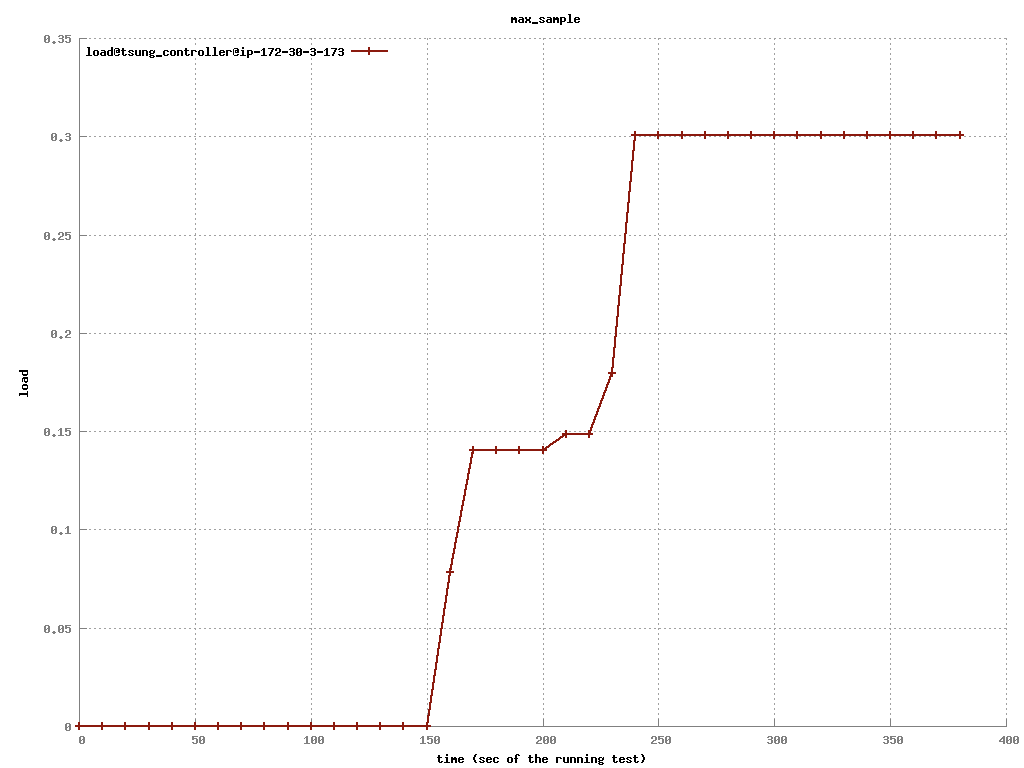 max_sample
load@tsung_controller@ip-172-30-3-173
0.35
0.3
0.25
0.2
0.15
0.1
0.05
0
load
0 50 100 150 200 250 300 350 400
time (sec of the running test)